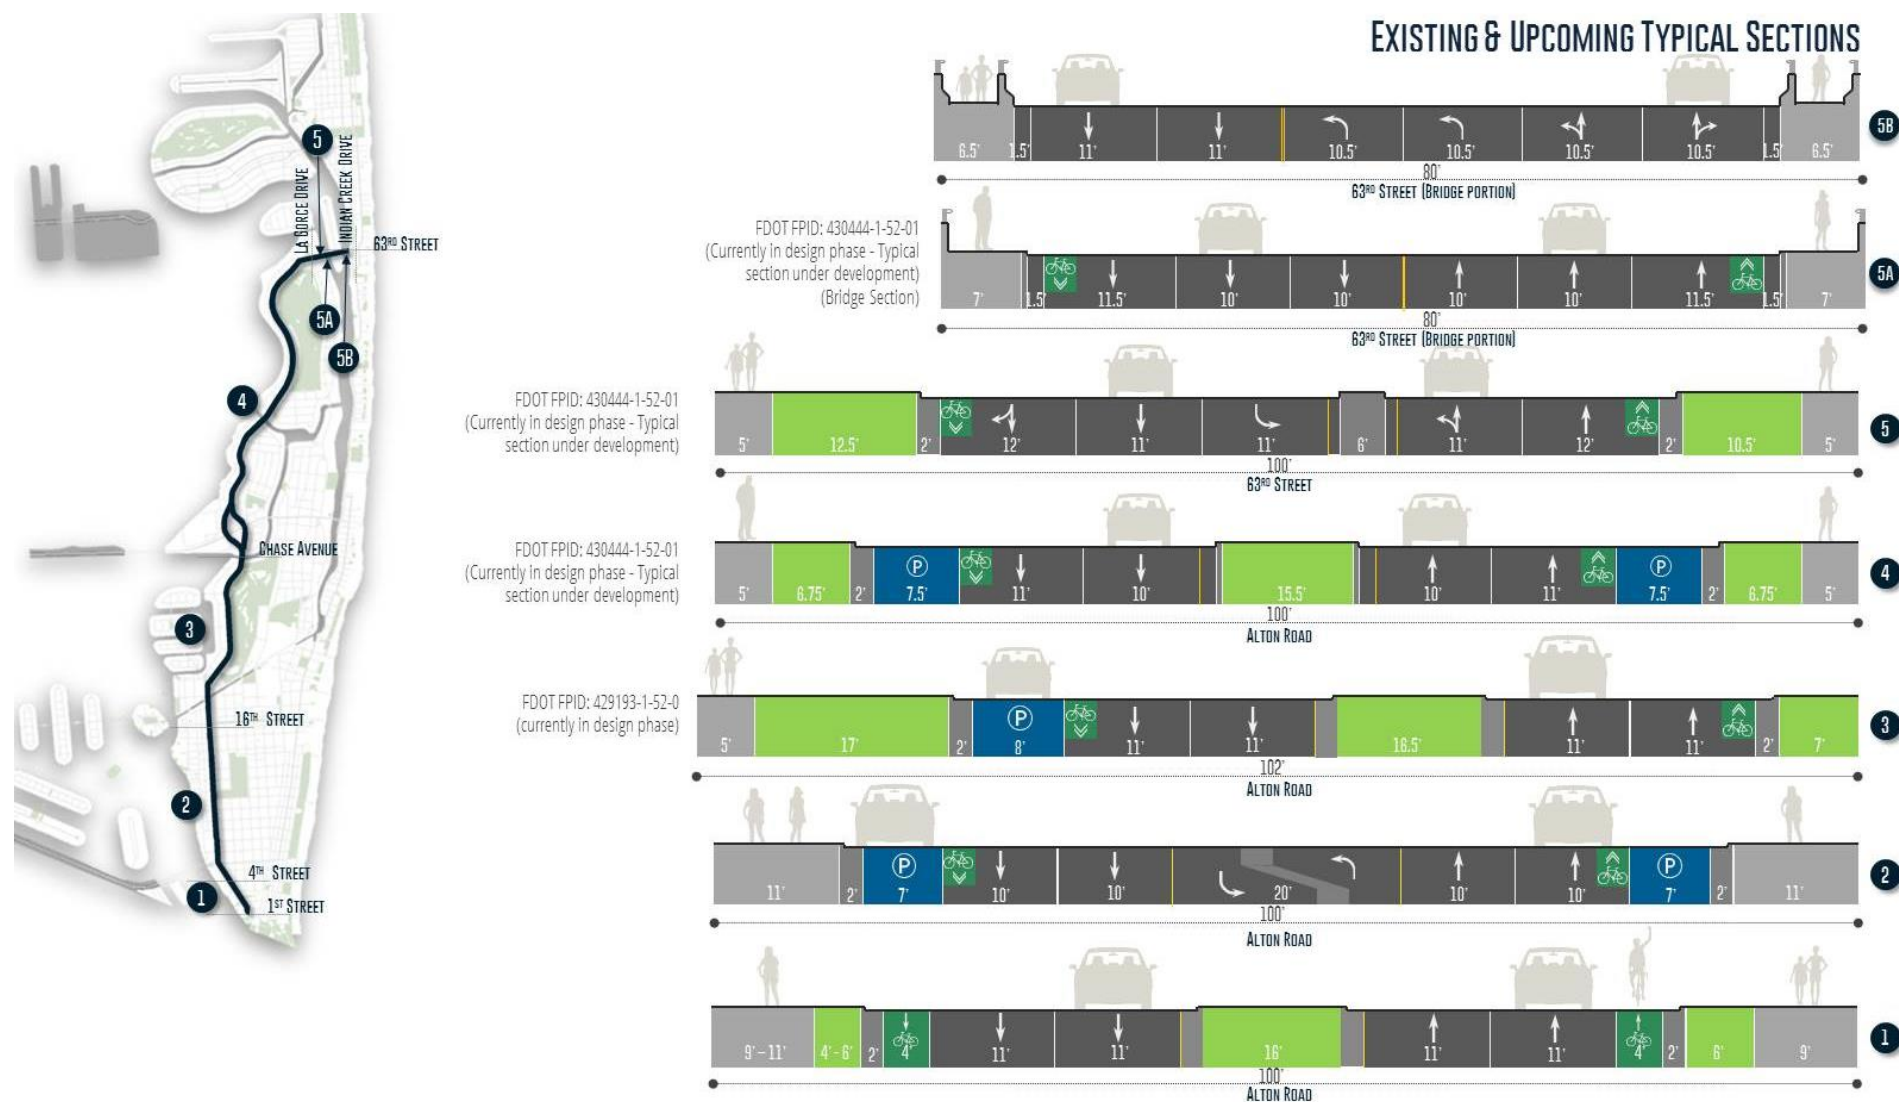 EXISTING & UPCOMING TYPICAL SECTIONS
5
LA GORCE DRIVE
INDIAN CREEK DRIVE
63RD STREET
5A
5B
4
CHASE AVENUE
3
16TH STREET
2
4TH STREET
1
1ST STREET
6.5' 1.5' 11' 11' 10.5' 10.5' 10.5' 10.5' 1.5' 6.5'
5B
80'
63RD STREET (BRIDGE PORTION)
FDOT FPID: 430444-1-52-01
(Currently in design phase - Typical
section under development)
(Bridge Section)
7' 1.5' 11.5' 10' 10' 10' 10' 11.5' 1.5' 7'
5A
80'
63RD STREET (BRIDGE PORTION)
FDOT FPID: 430444-1-52-01
(Currently in design phase - Typical
section under development)
5' 12.5' 2' 12' 11' 11' 6' 11' 12' 2' 10.5' 5'
5
100'
63RD STREET
FDOT FPID: 430444-1-52-01
(Currently in design phase - Typical
section under development)
P P
5' 6.75' 2' 7.5' 11' 10' 15.5' 10' 11' 7.5' 2' 6.75' 5'
4
100'
ALTON ROAD
FDOT FPID: 429193-1-52-0
(currently in design phase)
P
5' 17' 2' 8' 11' 11' 16.5' 11' 11' 2' 7'
3
102'
ALTON ROAD
P P
11' 2' 7' 10' 10' 20' 10' 10' 7' 2' 11'
2
100'
ALTON ROAD
9'-11' 4'-6' 2' 4' 11' 11' 16' 11' 11' 4' 2' 6' 9'
1
100'
ALTON ROAD